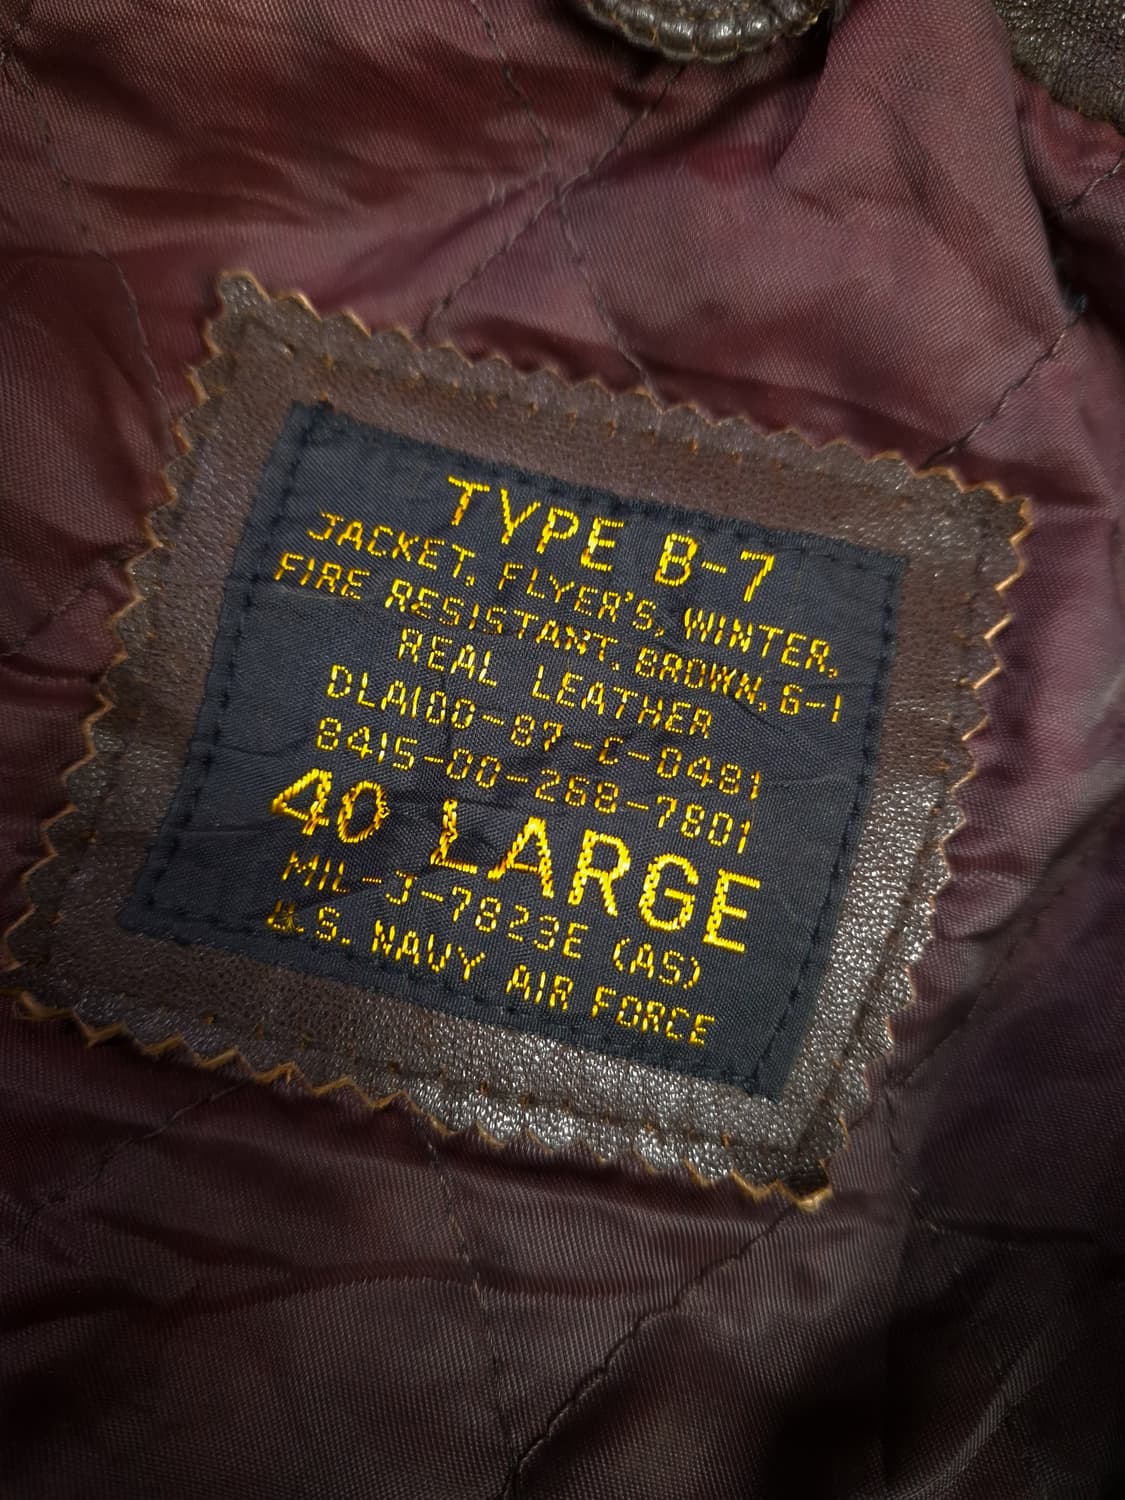 TYPE B-7
JACKET, FLYER'S, WINTER,
FIRE RESISTANT, BROWN, G-1
REAL LEATHER
DLA100-87-C-0481
8415-00-268-7801
40 LARGE
MIL-J-7823E (AS)
U.S. NAVY AIR FORCE